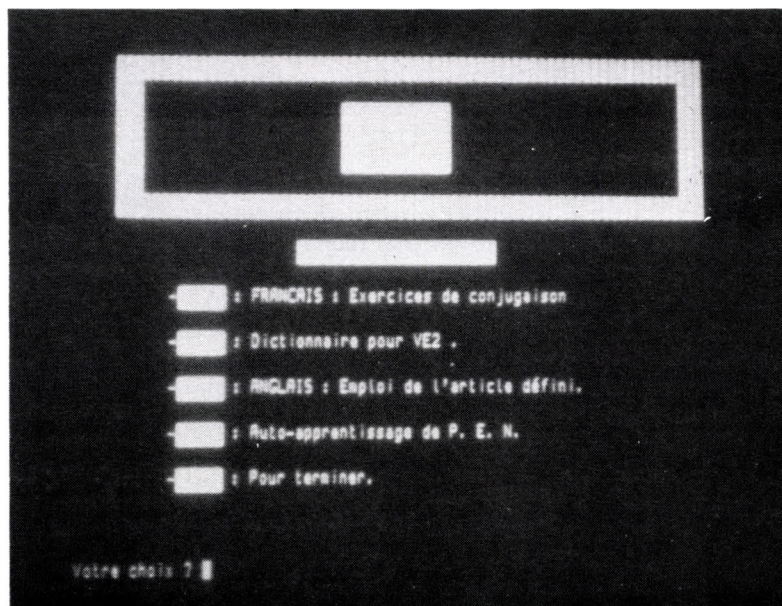 : FRANCAIS : Exercices de conjugaison
: Dictionnaire pour VE2 .
: ANGLAIS : Emploi de l'article défini.
: Auto-apprentissage de P. E. N.
: Pour terminer.
Votre choix ?